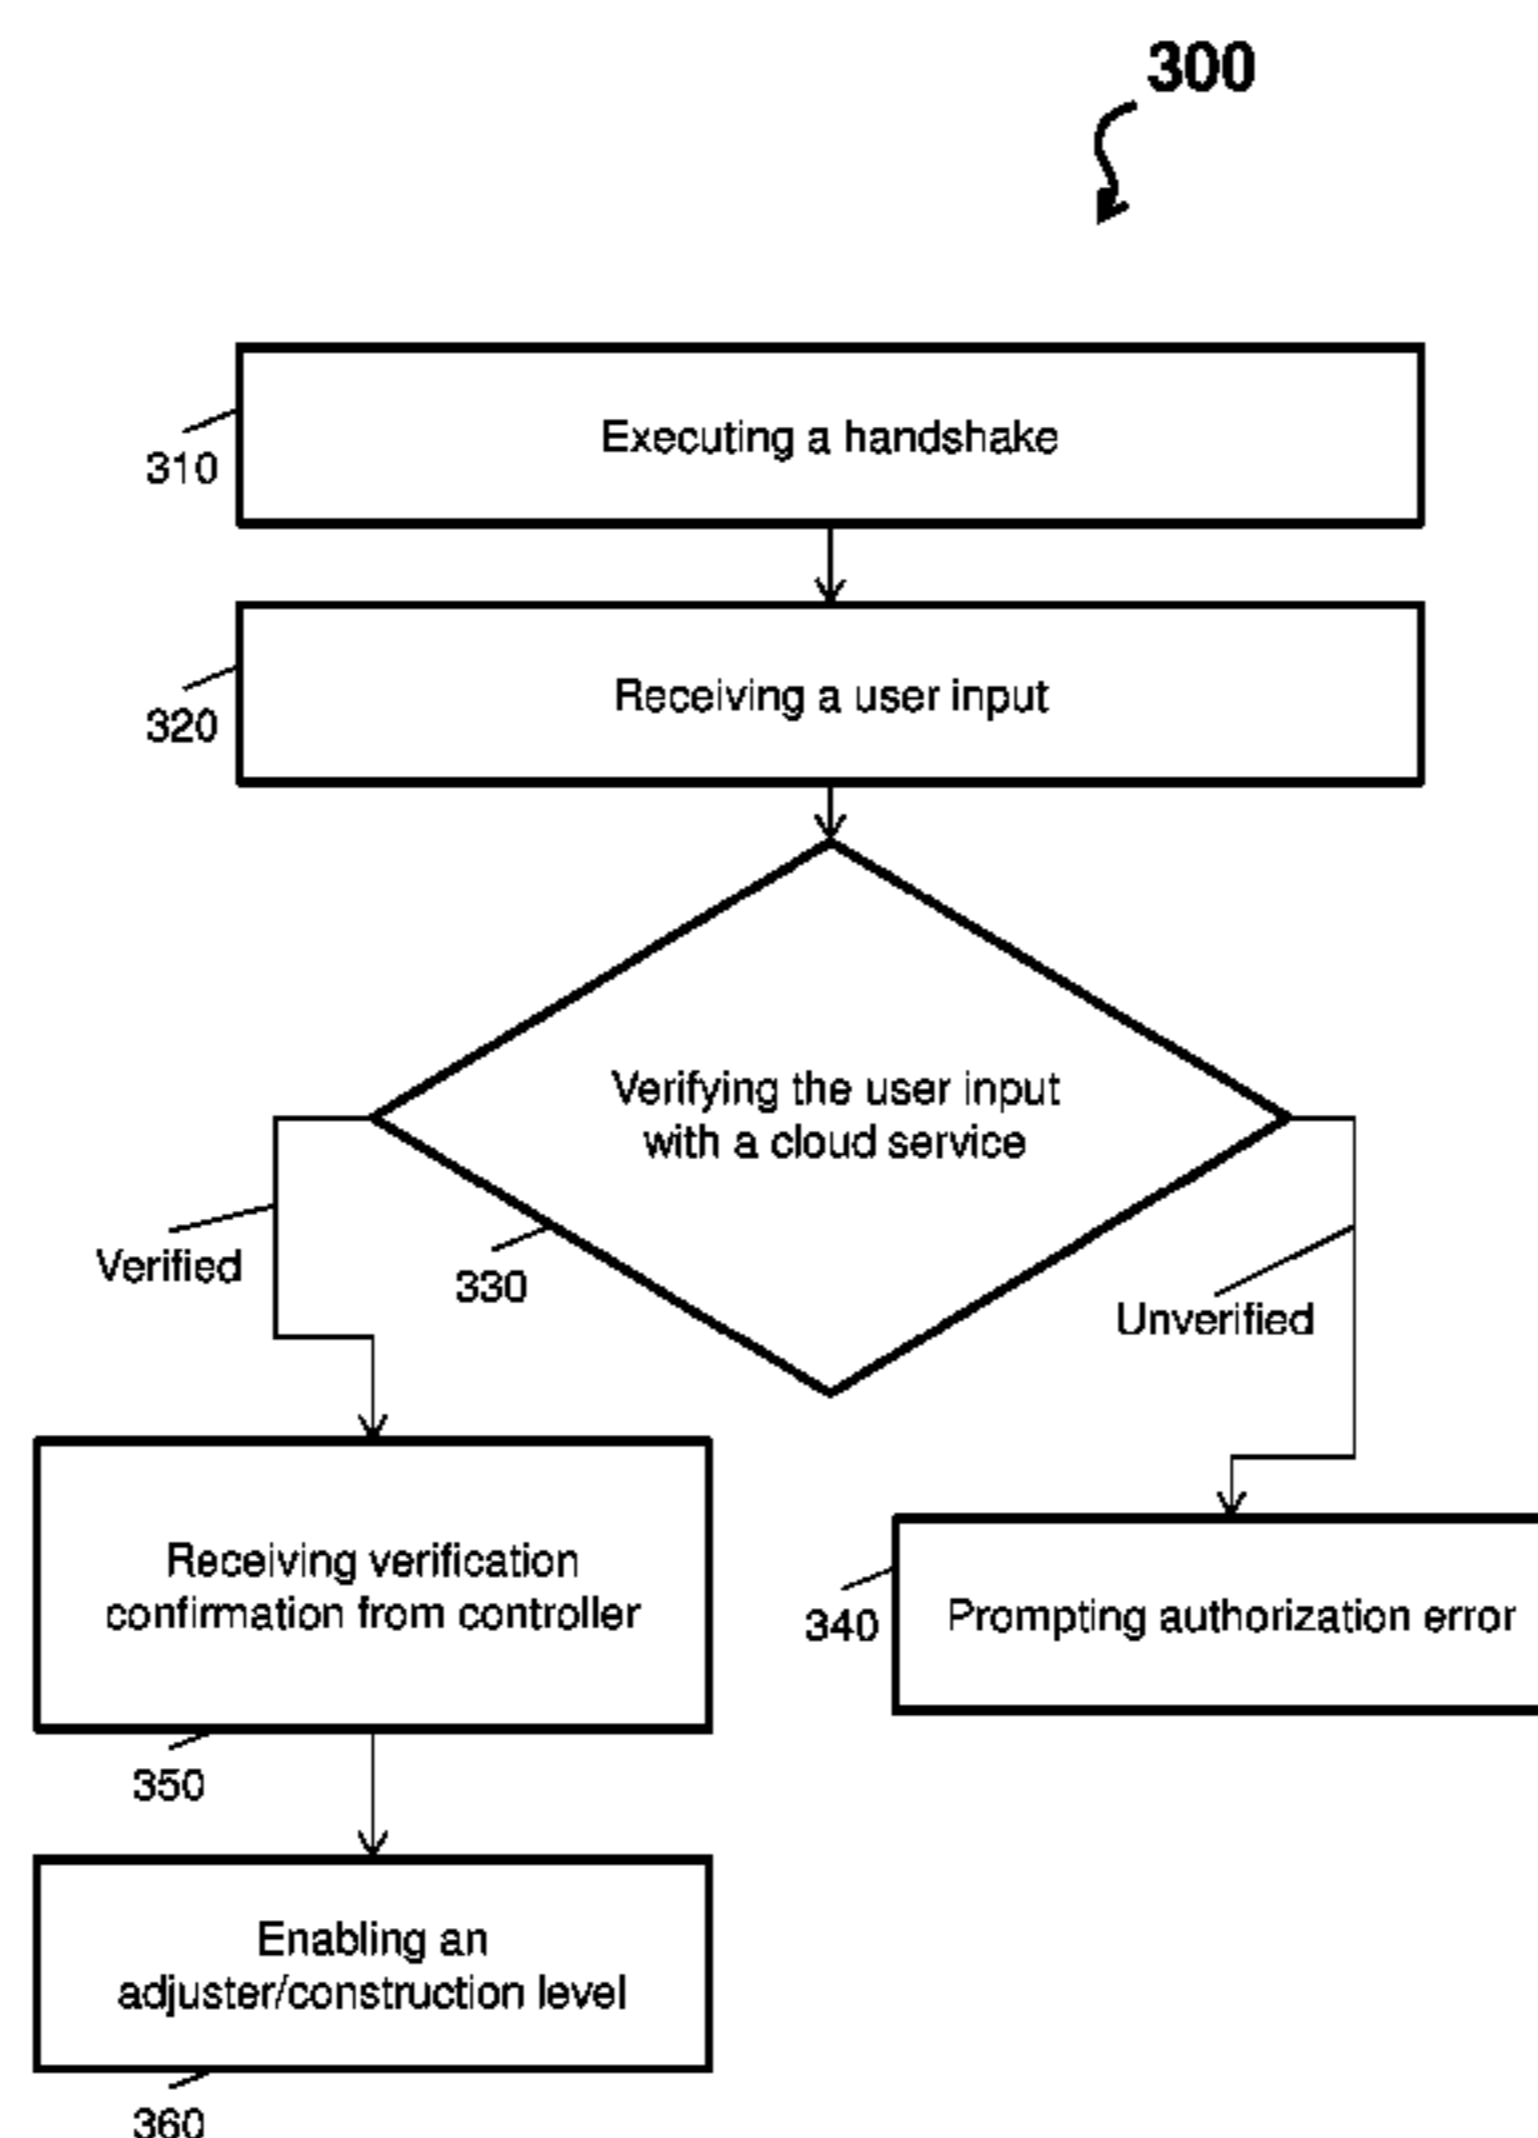 300
Executing a handshake
310
Receiving a user input
320
Verifying the user input
with a cloud service
Verified
330
Unverified
Receiving verification
confirmation from controller
340
Prompting authorization error
350
Enabling an
adjuster/construction level
360